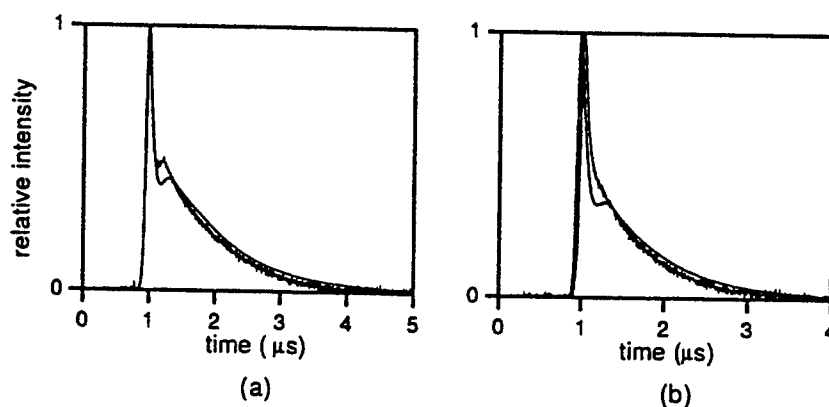 1
relative intensity
0
0 1 2 3 4 5
time ( μs)
(a)
1
0
0 1 2 3 4
time (μs)
(b)